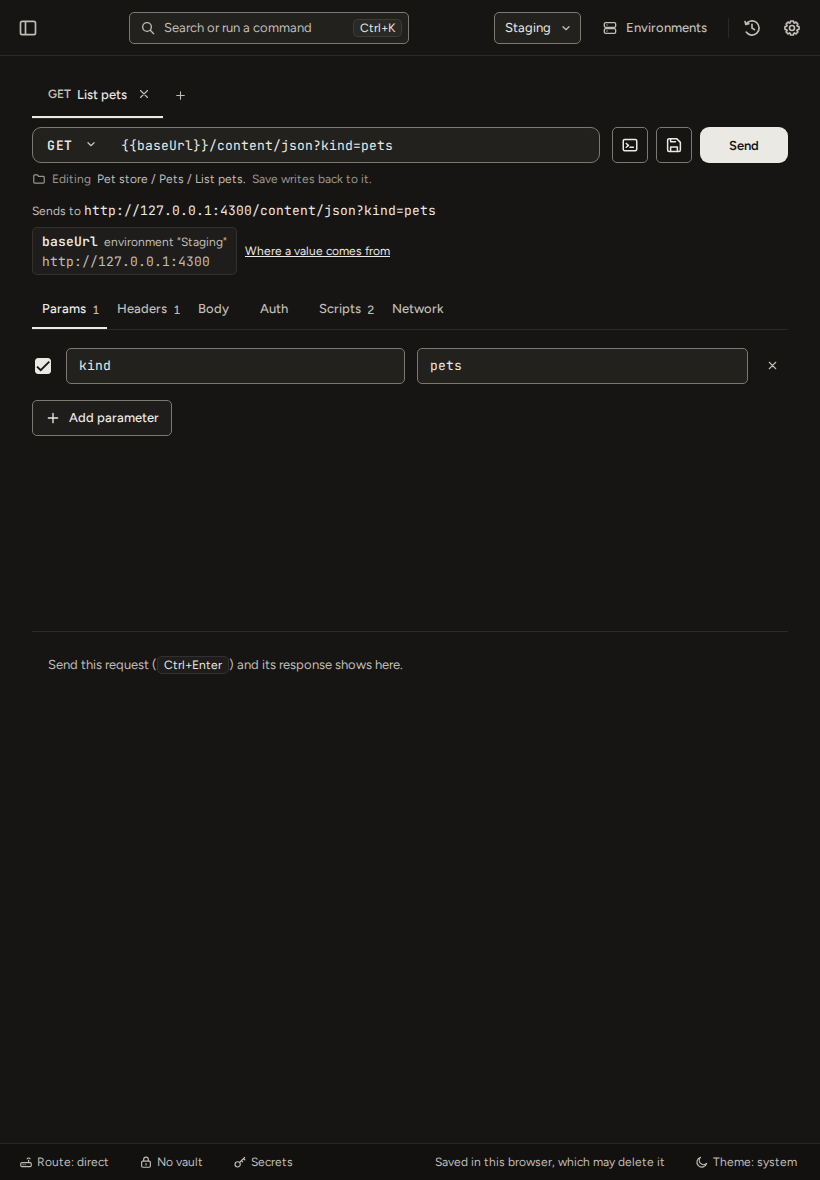 Search or run a command Ctrl+K Staging Environments
GET List pets
GET {{baseUrl}}/content/json?kind=pets Send
Editing Pet store / Pets / List pets. Save writes back to it.
Sends to http://127.0.0.1:4300/content/json?kind=pets
baseUrl environment "Staging"
http://127.0.0.1:4300
Where a value comes from
Params 1 Headers 1 Body Auth Scripts 2 Network
kind pets
Add parameter
Send this request (Ctrl+Enter) and its response shows here.
Route: direct No vault Secrets Saved in this browser, which may delete it Theme: system